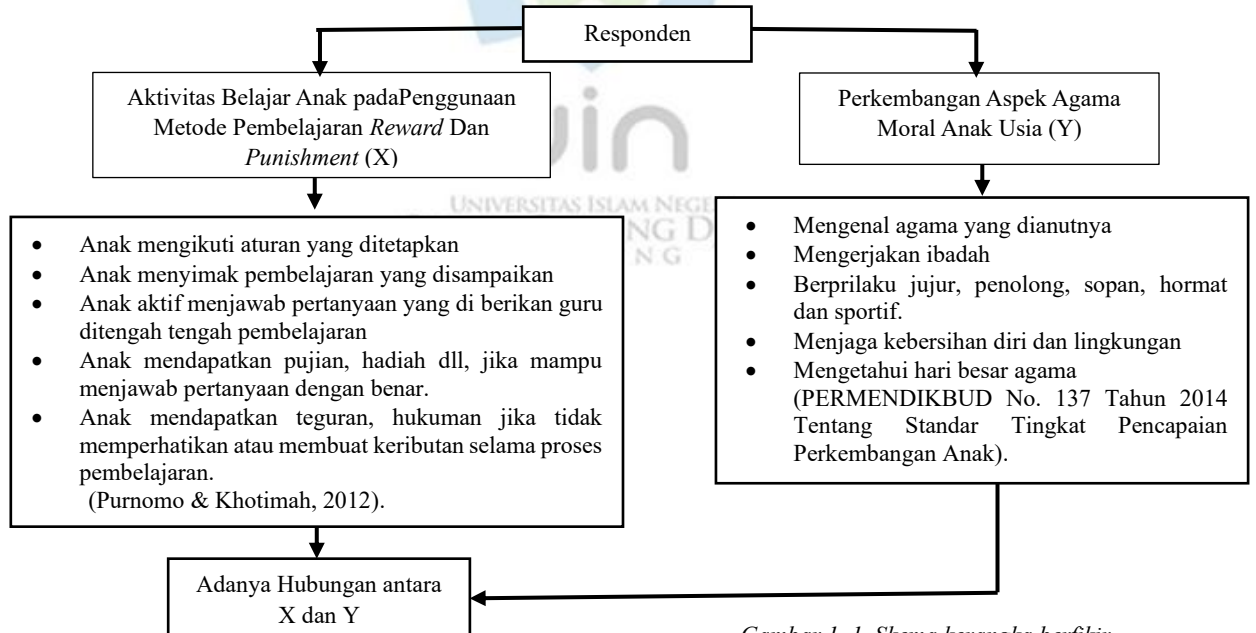 Responden
Aktivitas Belajar Anak padaPenggunaan
Metode Pembelajaran Reward Dan
Punishment (X)
Perkembangan Aspek Agama
Moral Anak Usia (Y)
uin
UNIVERSITAS ISLAM NEGE
NG D
N G
• Anak mengikuti aturan yang ditetapkan
• Anak menyimak pembelajaran yang disampaikan
• Anak aktif menjawab pertanyaan yang di berikan guru
ditengah tengah pembelajaran
• Anak mendapatkan pujian, hadiah dll, jika mampu
menjawab pertanyaan dengan benar.
• Anak mendapatkan teguran, hukuman jika tidak
memperhatikan atau membuat keributan selama proses
pembelajaran.
(Purnomo & Khotimah, 2012).
• Mengenal agama yang dianutnya
• Mengerjakan ibadah
• Berprilaku jujur, penolong, sopan, hormat
dan sportif.
• Menjaga kebersihan diri dan lingkungan
• Mengetahui hari besar agama
(PERMENDIKBUD No. 137 Tahun 2014
Tentang Standar Tingkat Pencapaian
Perkembangan Anak).
Adanya Hubungan antara
X dan Y
Gambar 1. 1. Skema kerangka berfikir